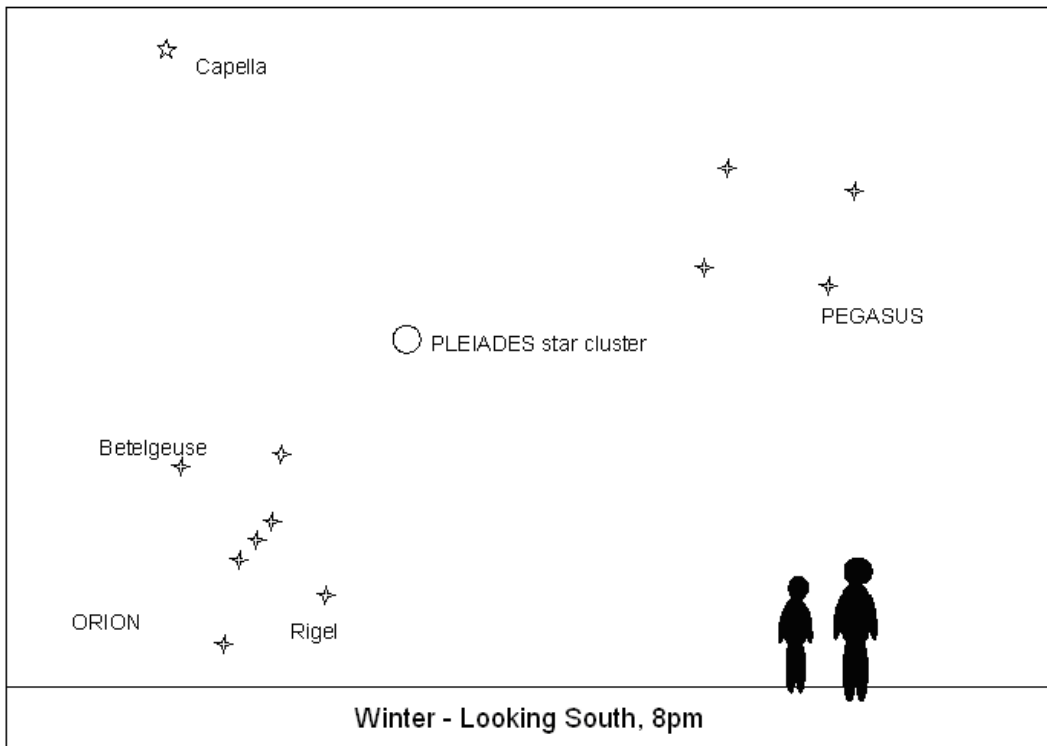 Capella
PEGASUS
PLEIADES star cluster
Betelgeuse
ORION
Rigel
Winter - Looking South, 8pm